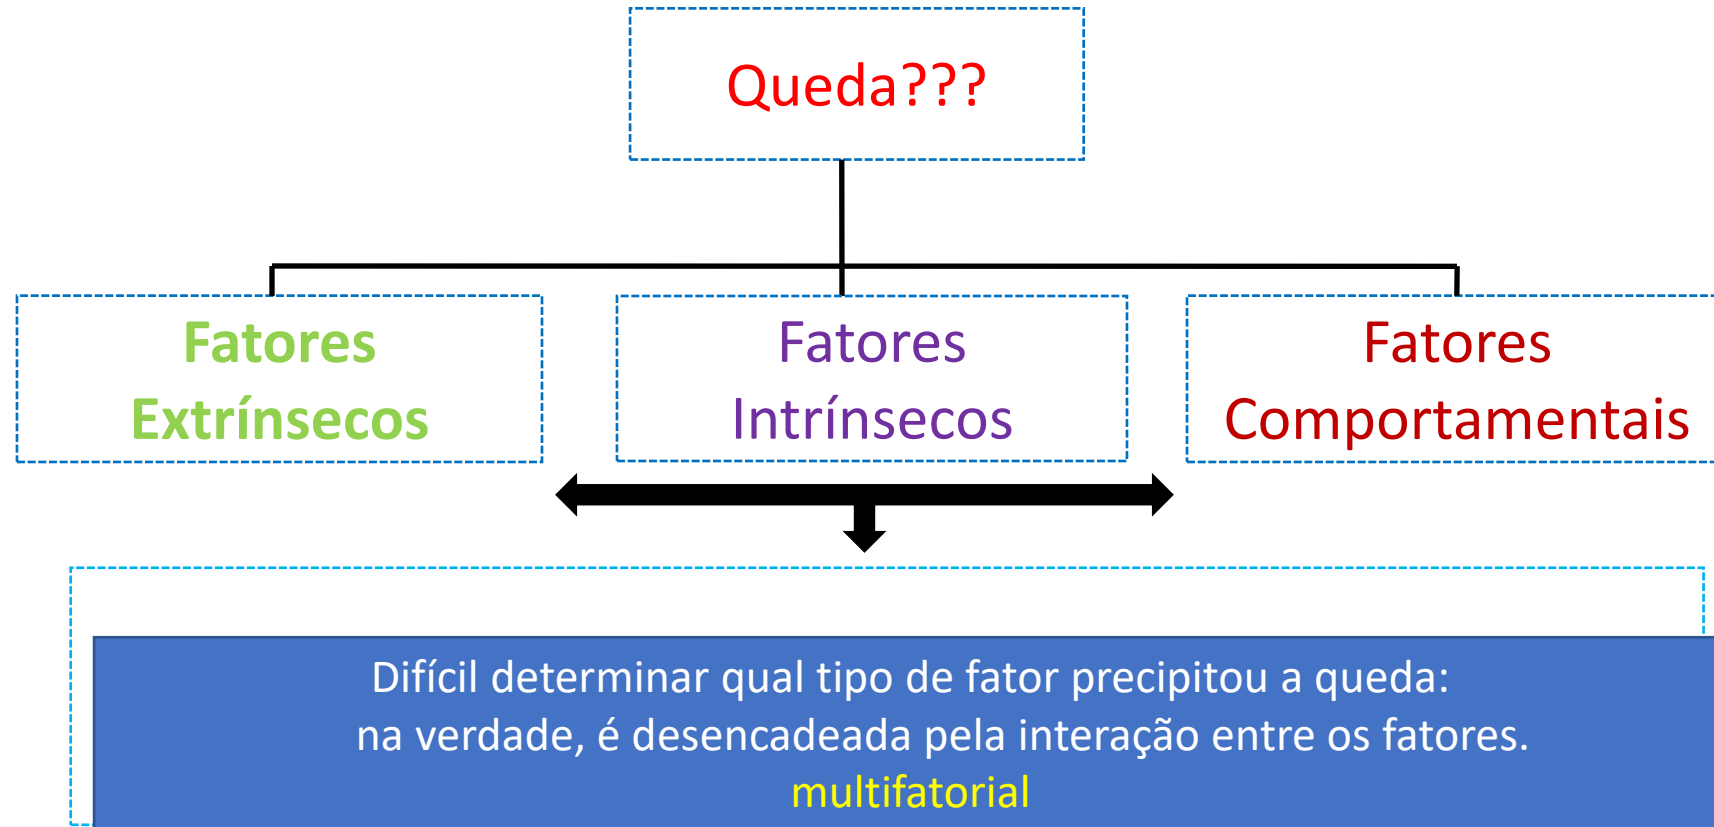 Queda???
Fatores
Extrínsecos
Fatores
Intrínsecos
Fatores
Comportamentais
Difícil determinar qual tipo de fator precipitou a queda:
na verdade, é desencadeada pela interação entre os fatores.
multifatorial